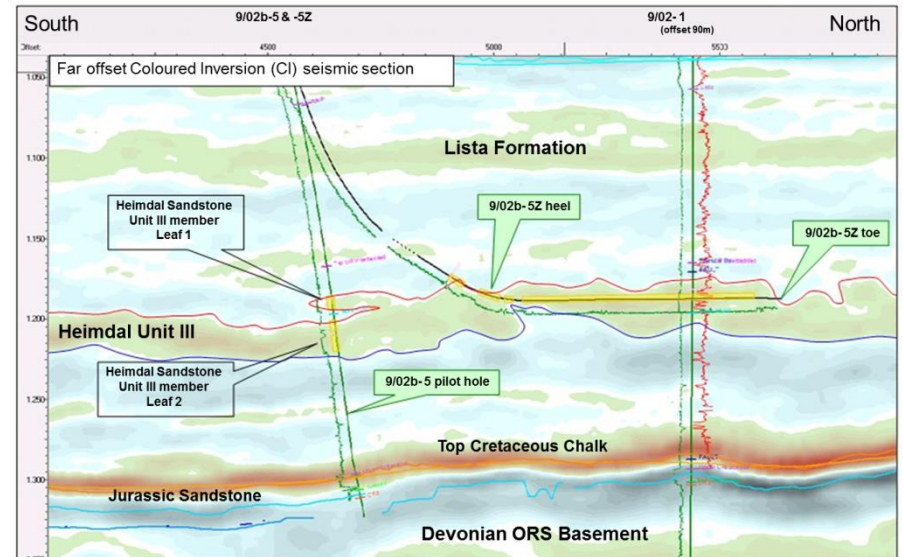 South
9/02b-5 & -5Z
9/02- 1
(offset 90m)
North
Offset:
4500
5000
5533
Far offset Coloured Inversion (CI) seismic section
1.050
Lista Formation
1.100
Heimdal Sandstone
Unit III member
Leaf 1
9/02b- 5Z heel
9/02b- 5Z toe
1.150
1.200
Heimdal Unit III
Heimdal Sandstone
Unit III member
Leaf 2
9/02b- 5 pilot hole
1.250
Top Cretaceous Chalk
1.300
Jurassic Sandstone
Devonian ORS Basement